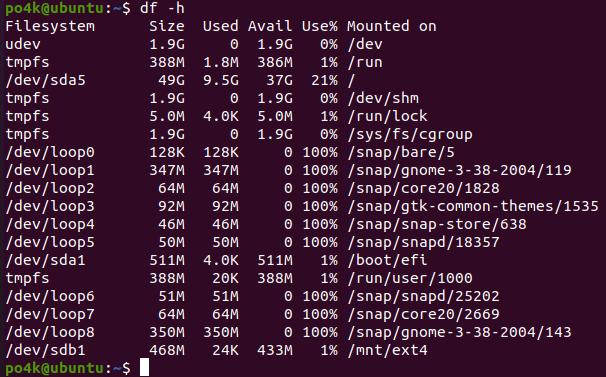 po4k@ubuntu:~$ df -h
Filesystem      Size  Used Avail Use% Mounted on
udev            1.9G     0  1.9G   0% /dev
tmpfs           388M  1.8M  386M   1% /run
/dev/sda5        49G  9.5G   37G  21% /
tmpfs           1.9G     0  1.9G   0% /dev/shm
tmpfs           5.0M  4.0K  5.0M   1% /run/lock
tmpfs           1.9G     0  1.9G   0% /sys/fs/cgroup
/dev/loop0      128K  128K     0 100% /snap/bare/5
/dev/loop1      347M  347M     0 100% /snap/gnome-3-38-2004/119
/dev/loop2       64M   64M     0 100% /snap/core20/1828
/dev/loop3       92M   92M     0 100% /snap/gtk-common-themes/1535
/dev/loop4       46M   46M     0 100% /snap/snap-store/638
/dev/loop5       50M   50M     0 100% /snap/snapd/18357
/dev/sda1       511M  4.0K  511M   1% /boot/efi
tmpfs           388M   20K  388M   1% /run/user/1000
/dev/loop6       51M   51M     0 100% /snap/snapd/25202
/dev/loop7       64M   64M     0 100% /snap/core20/2669
/dev/loop8      350M  350M     0 100% /snap/gnome-3-38-2004/143
/dev/sdb1       468M   24K  433M   1% /mnt/ext4
po4k@ubuntu:~$